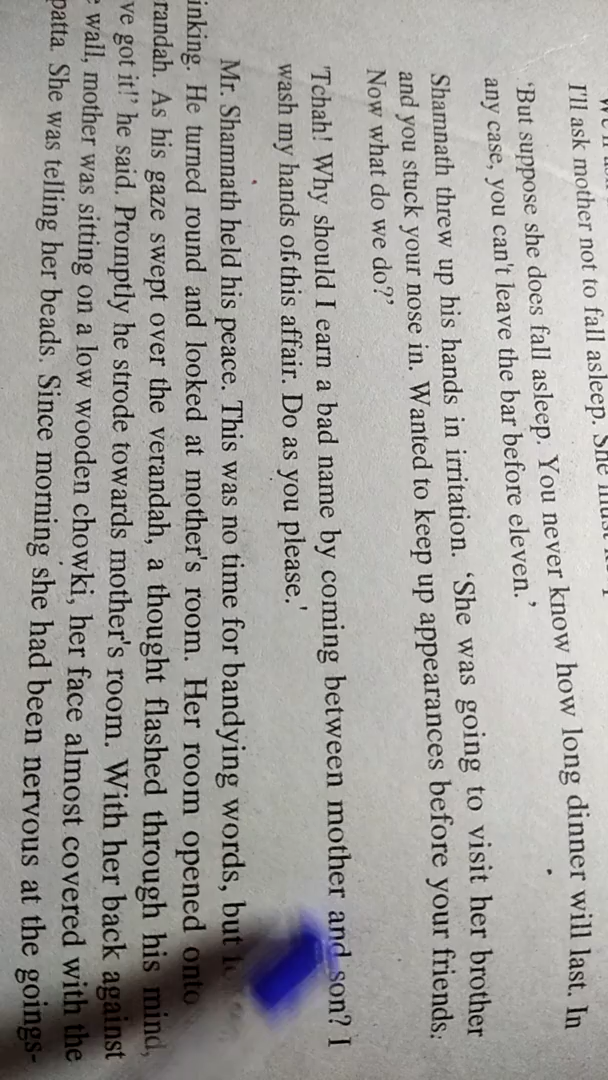 I'll ask mother not to fall asleep. She must
'But suppose she does fall asleep. You never know how long dinner will last. In
any case, you can't leave the bar before eleven.'
Shamnath threw up his hands in irritation. 'She was going to visit her brother
and you stuck your nose in. Wanted to keep up appearances before your friends.
Now what do we do?'
'Tchah! Why should I earn a bad name by coming between mother and son? I
wash my hands of this affair. Do as you please.'
Mr. Shamnath held his peace. This was no time for bandying words, but
inking. He turned round and looked at mother's room. Her room opened onto
randah. As his gaze swept over the verandah, a thought flashed through his mind,
ve got it!' he said. Promptly he strode towards mother's room. With her back against
e wall, mother was sitting on a low wooden chowki, her face almost covered with the
patta. She was telling her beads. Since morning she had been nervous at the goings-